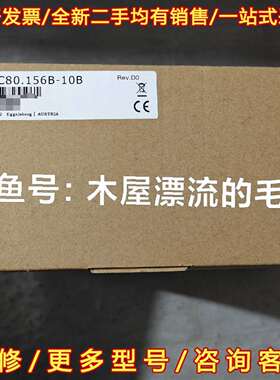 开发票/全新二手均有销售/一站式
C80.156B-10B
Rev.D0
Eggelsberg | AUSTRIA
CE
鱼号：木屋漂流的毛
修/更多型号/咨询客